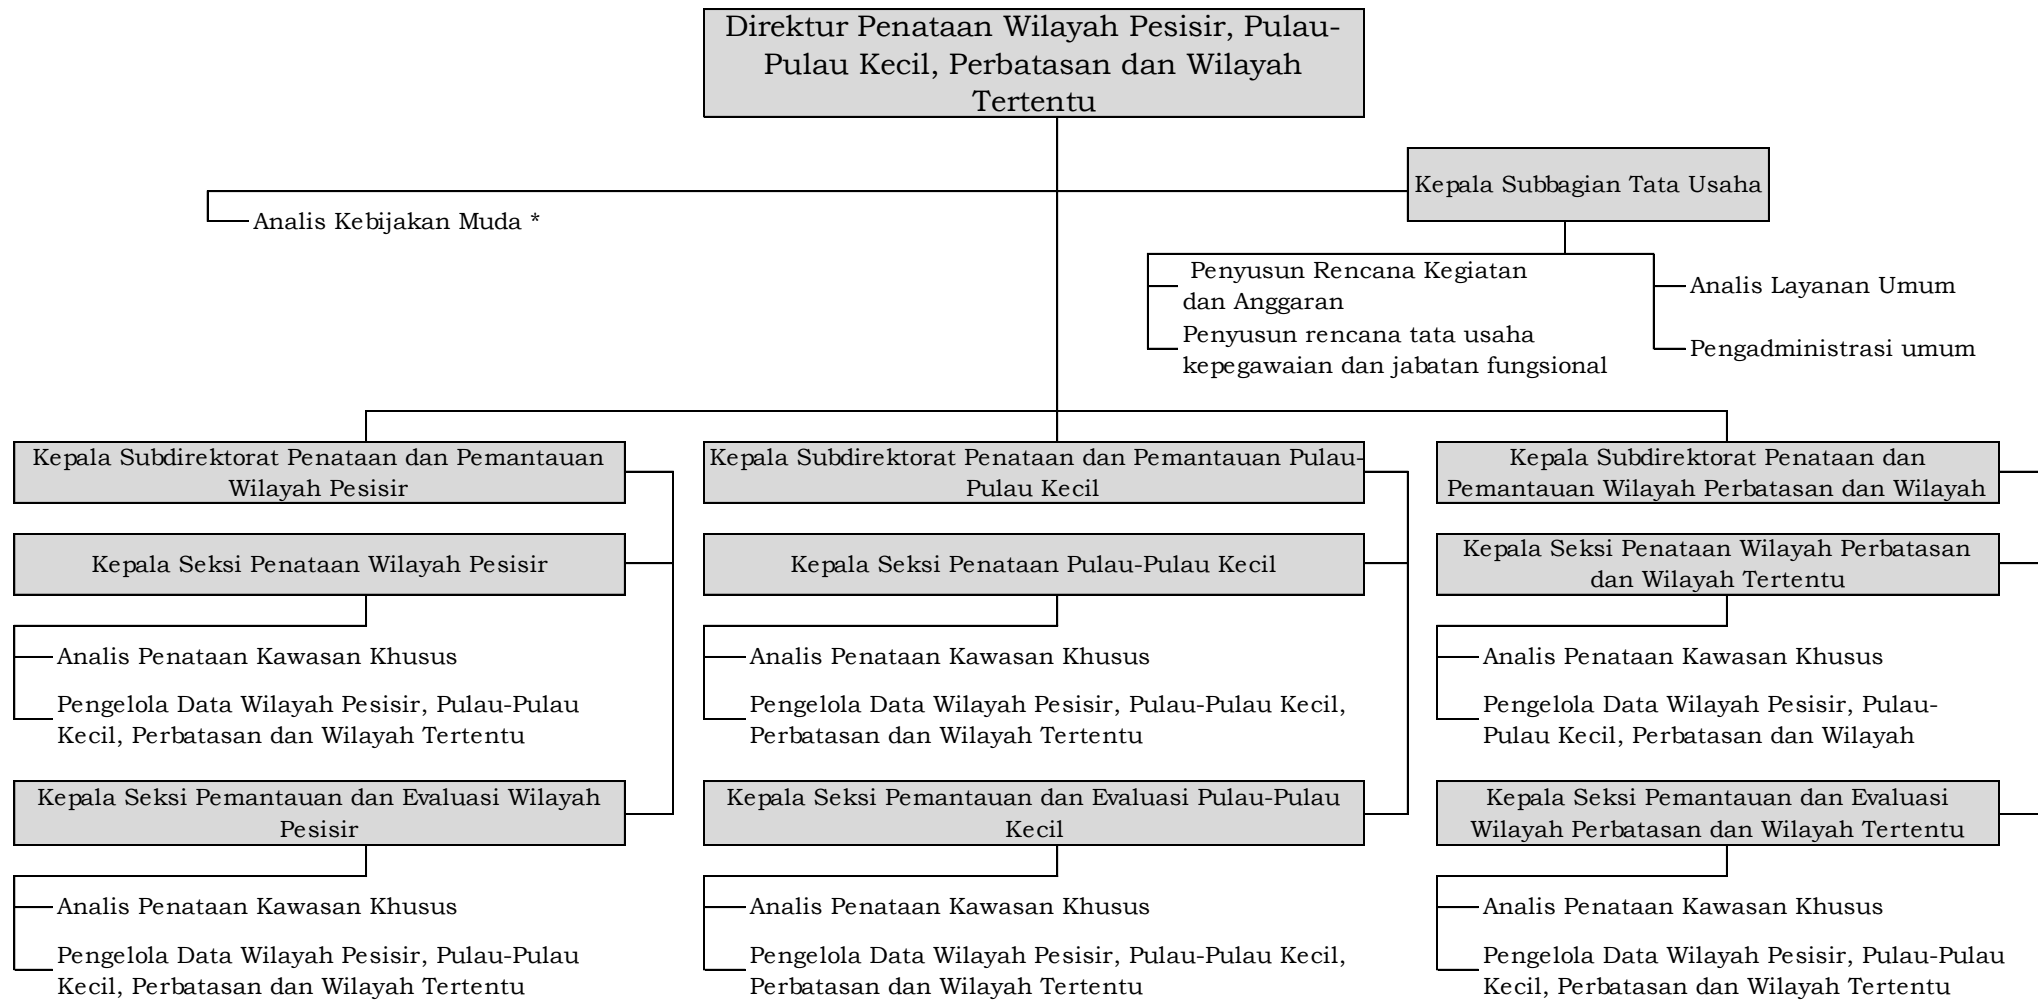 Direktur Penataan Wilayah Pesisir, Pulau-
Pulau Kecil, Perbatasan dan Wilayah
Tertentu
Kepala Subbagian Tata Usaha
Analis Kebijakan Muda *
Penyusun Rencana Kegiatan
dan Anggaran
Penyusun rencana tata usaha
kepegawaian dan jabatan fungsional
Analis Layanan Umum
Pengadministrasi umum
Kepala Subdirektorat Penataan dan Pemantauan
Wilayah Pesisir
Kepala Seksi Penataan Wilayah Pesisir
Analis Penataan Kawasan Khusus
Pengelola Data Wilayah Pesisir, Pulau-Pulau
Kecil, Perbatasan dan Wilayah Tertentu
Kepala Seksi Pemantauan dan Evaluasi Wilayah
Pesisir
Analis Penataan Kawasan Khusus
Pengelola Data Wilayah Pesisir, Pulau-Pulau
Kecil, Perbatasan dan Wilayah Tertentu
Kepala Subdirektorat Penataan dan Pemantauan Pulau-
Pulau Kecil
Kepala Seksi Penataan Pulau-Pulau Kecil
Analis Penataan Kawasan Khusus
Pengelola Data Wilayah Pesisir, Pulau-Pulau Kecil,
Perbatasan dan Wilayah Tertentu
Kepala Seksi Pemantauan dan Evaluasi Pulau-Pulau
Kecil
Analis Penataan Kawasan Khusus
Pengelola Data Wilayah Pesisir, Pulau-Pulau Kecil,
Perbatasan dan Wilayah Tertentu
Kepala Subdirektorat Penataan dan
Pemantauan Wilayah Perbatasan dan Wilayah
Kepala Seksi Penataan Wilayah Perbatasan
dan Wilayah Tertentu
Analis Penataan Kawasan Khusus
Pengelola Data Wilayah Pesisir, Pulau-
Pulau Kecil, Perbatasan dan Wilayah
Kepala Seksi Pemantauan dan Evaluasi
Wilayah Perbatasan dan Wilayah Tertentu
Analis Penataan Kawasan Khusus
Pengelola Data Wilayah Pesisir, Pulau-Pulau
Kecil, Perbatasan dan Wilayah Tertentu